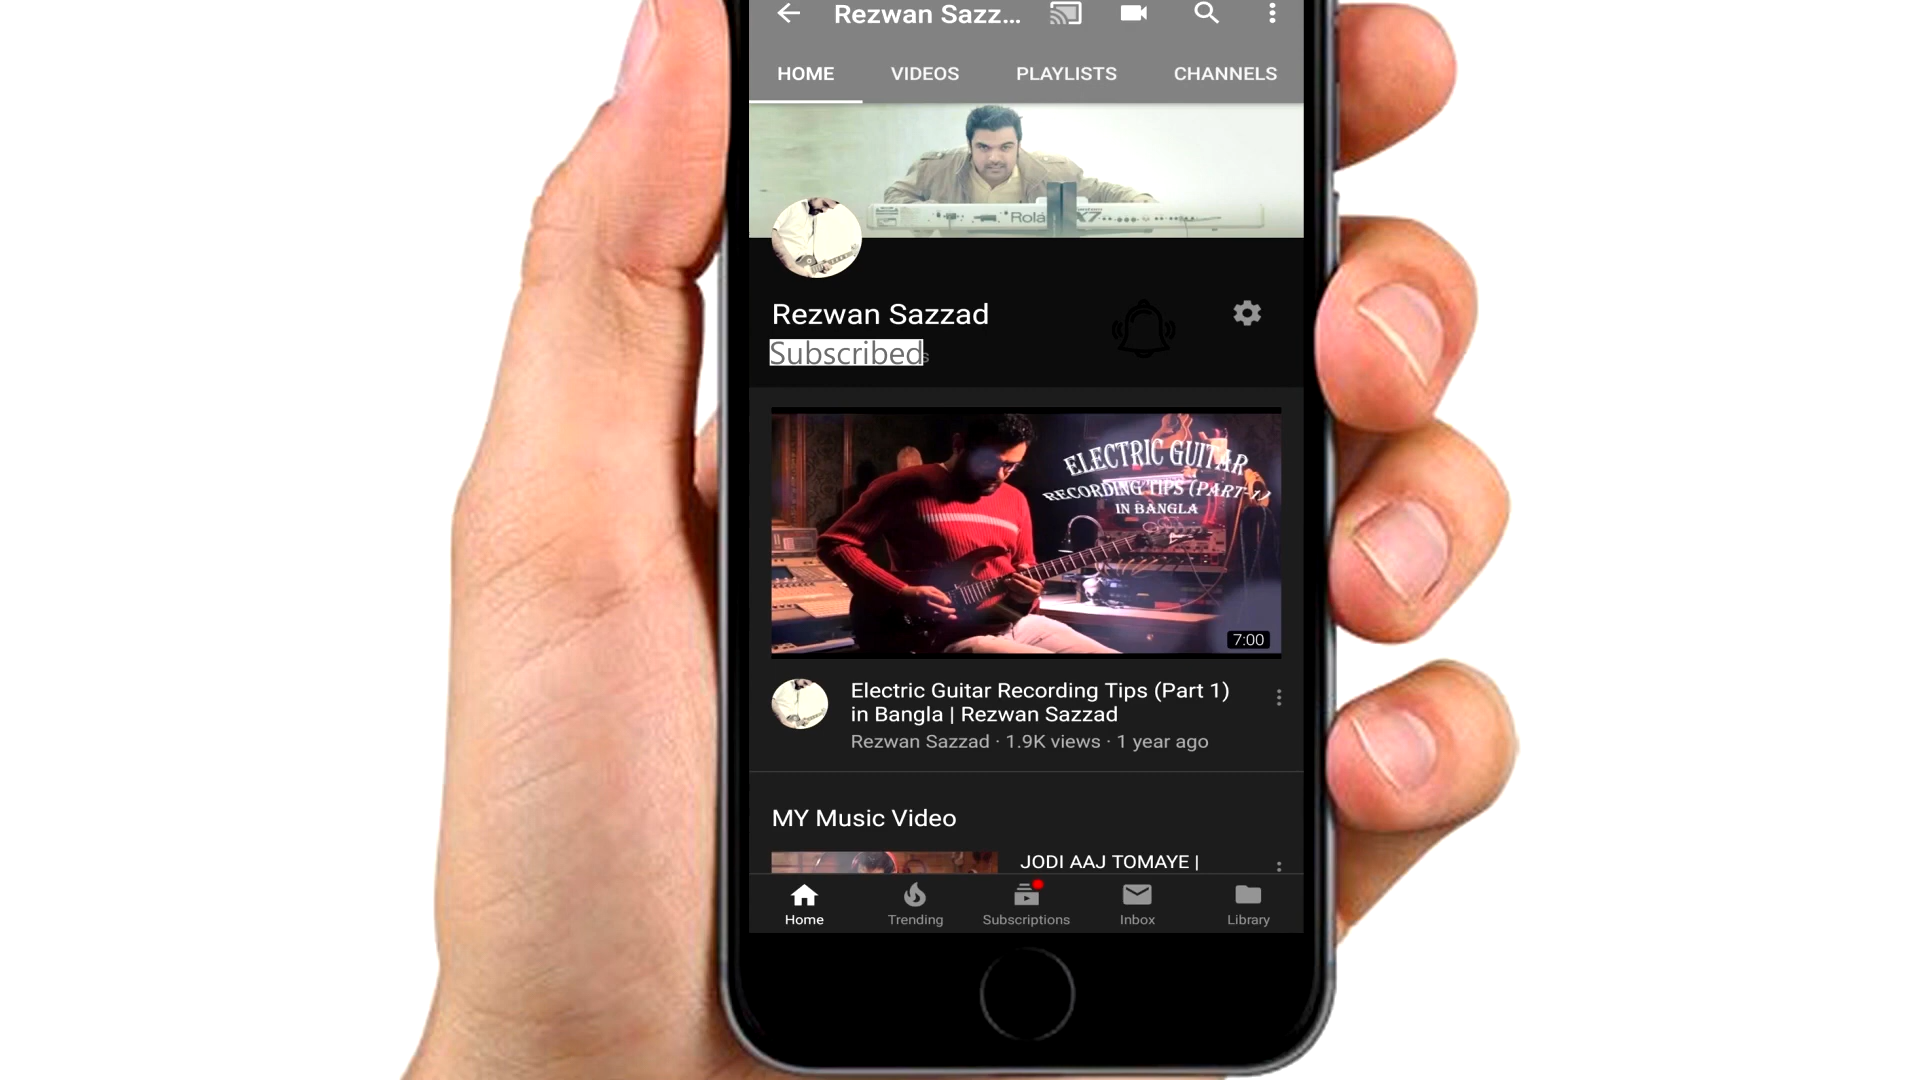 Rezwan Sazz...
HOME VIDEOS PLAYLISTS CHANNELS
Rola X7
Rezwan Sazzad
Subscribed
ELECTRIC GUITAR
RECORDING TIPS (PART-1)
IN BANGLA
7:00
Electric Guitar Recording Tips (Part 1)
in Bangla | Rezwan Sazzad
Rezwan Sazzad · 1.9K views · 1 year ago
MY Music Video
JODI AAJ TOMAYE |
Home Trending Subscriptions Inbox Library